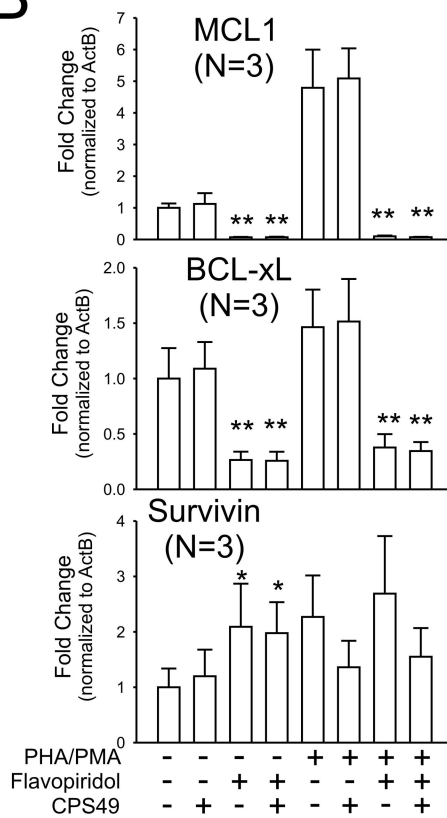 B
MCL1
(N=3)
Fold Change
(normalized to ActB)
7
6
5
4
3
2
1
0
** ** ** **
BCL-xL
(N=3)
Fold Change
(normalized to ActB)
2.0
1.5
1.0
0.5
0.0
** ** ** **
Survivin
(N=3)
Fold Change
(normalized to ActB)
4
3
2
1
0
* *
PHA/PMA - - - - + + + +
Flavopiridol - - + + - - + +
CPS49 - + - + - + - +